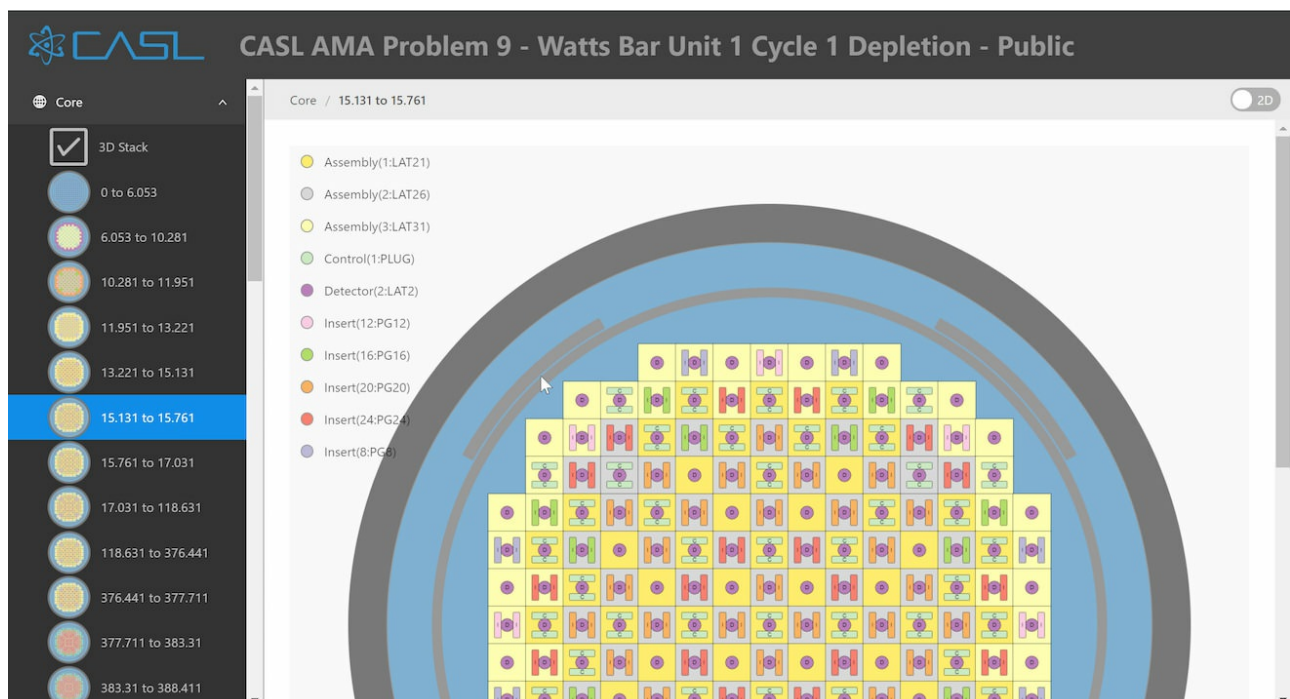 CASL
CASL AMA Problem 9 - Watts Bar Unit 1 Cycle 1 Depletion - Public
Core
3D Stack
0 to 6.053
6.053 to 10.281
10.281 to 11.951
11.951 to 13.221
13.221 to 15.131
15.131 to 15.761
15.761 to 17.031
17.031 to 118.631
118.631 to 376.441
376.441 to 377.711
377.711 to 383.31
383.31 to 388.411
Core / 15.131 to 15.761
2D
Assembly(1:LAT21)
Assembly(2:LAT26)
Assembly(3:LAT31)
Control(1:PLUG)
Detector(2:LAT2)
Insert(12:PG12)
Insert(16:PG16)
Insert(20:PG20)
Insert(24:PG24)
Insert(8:PG8)